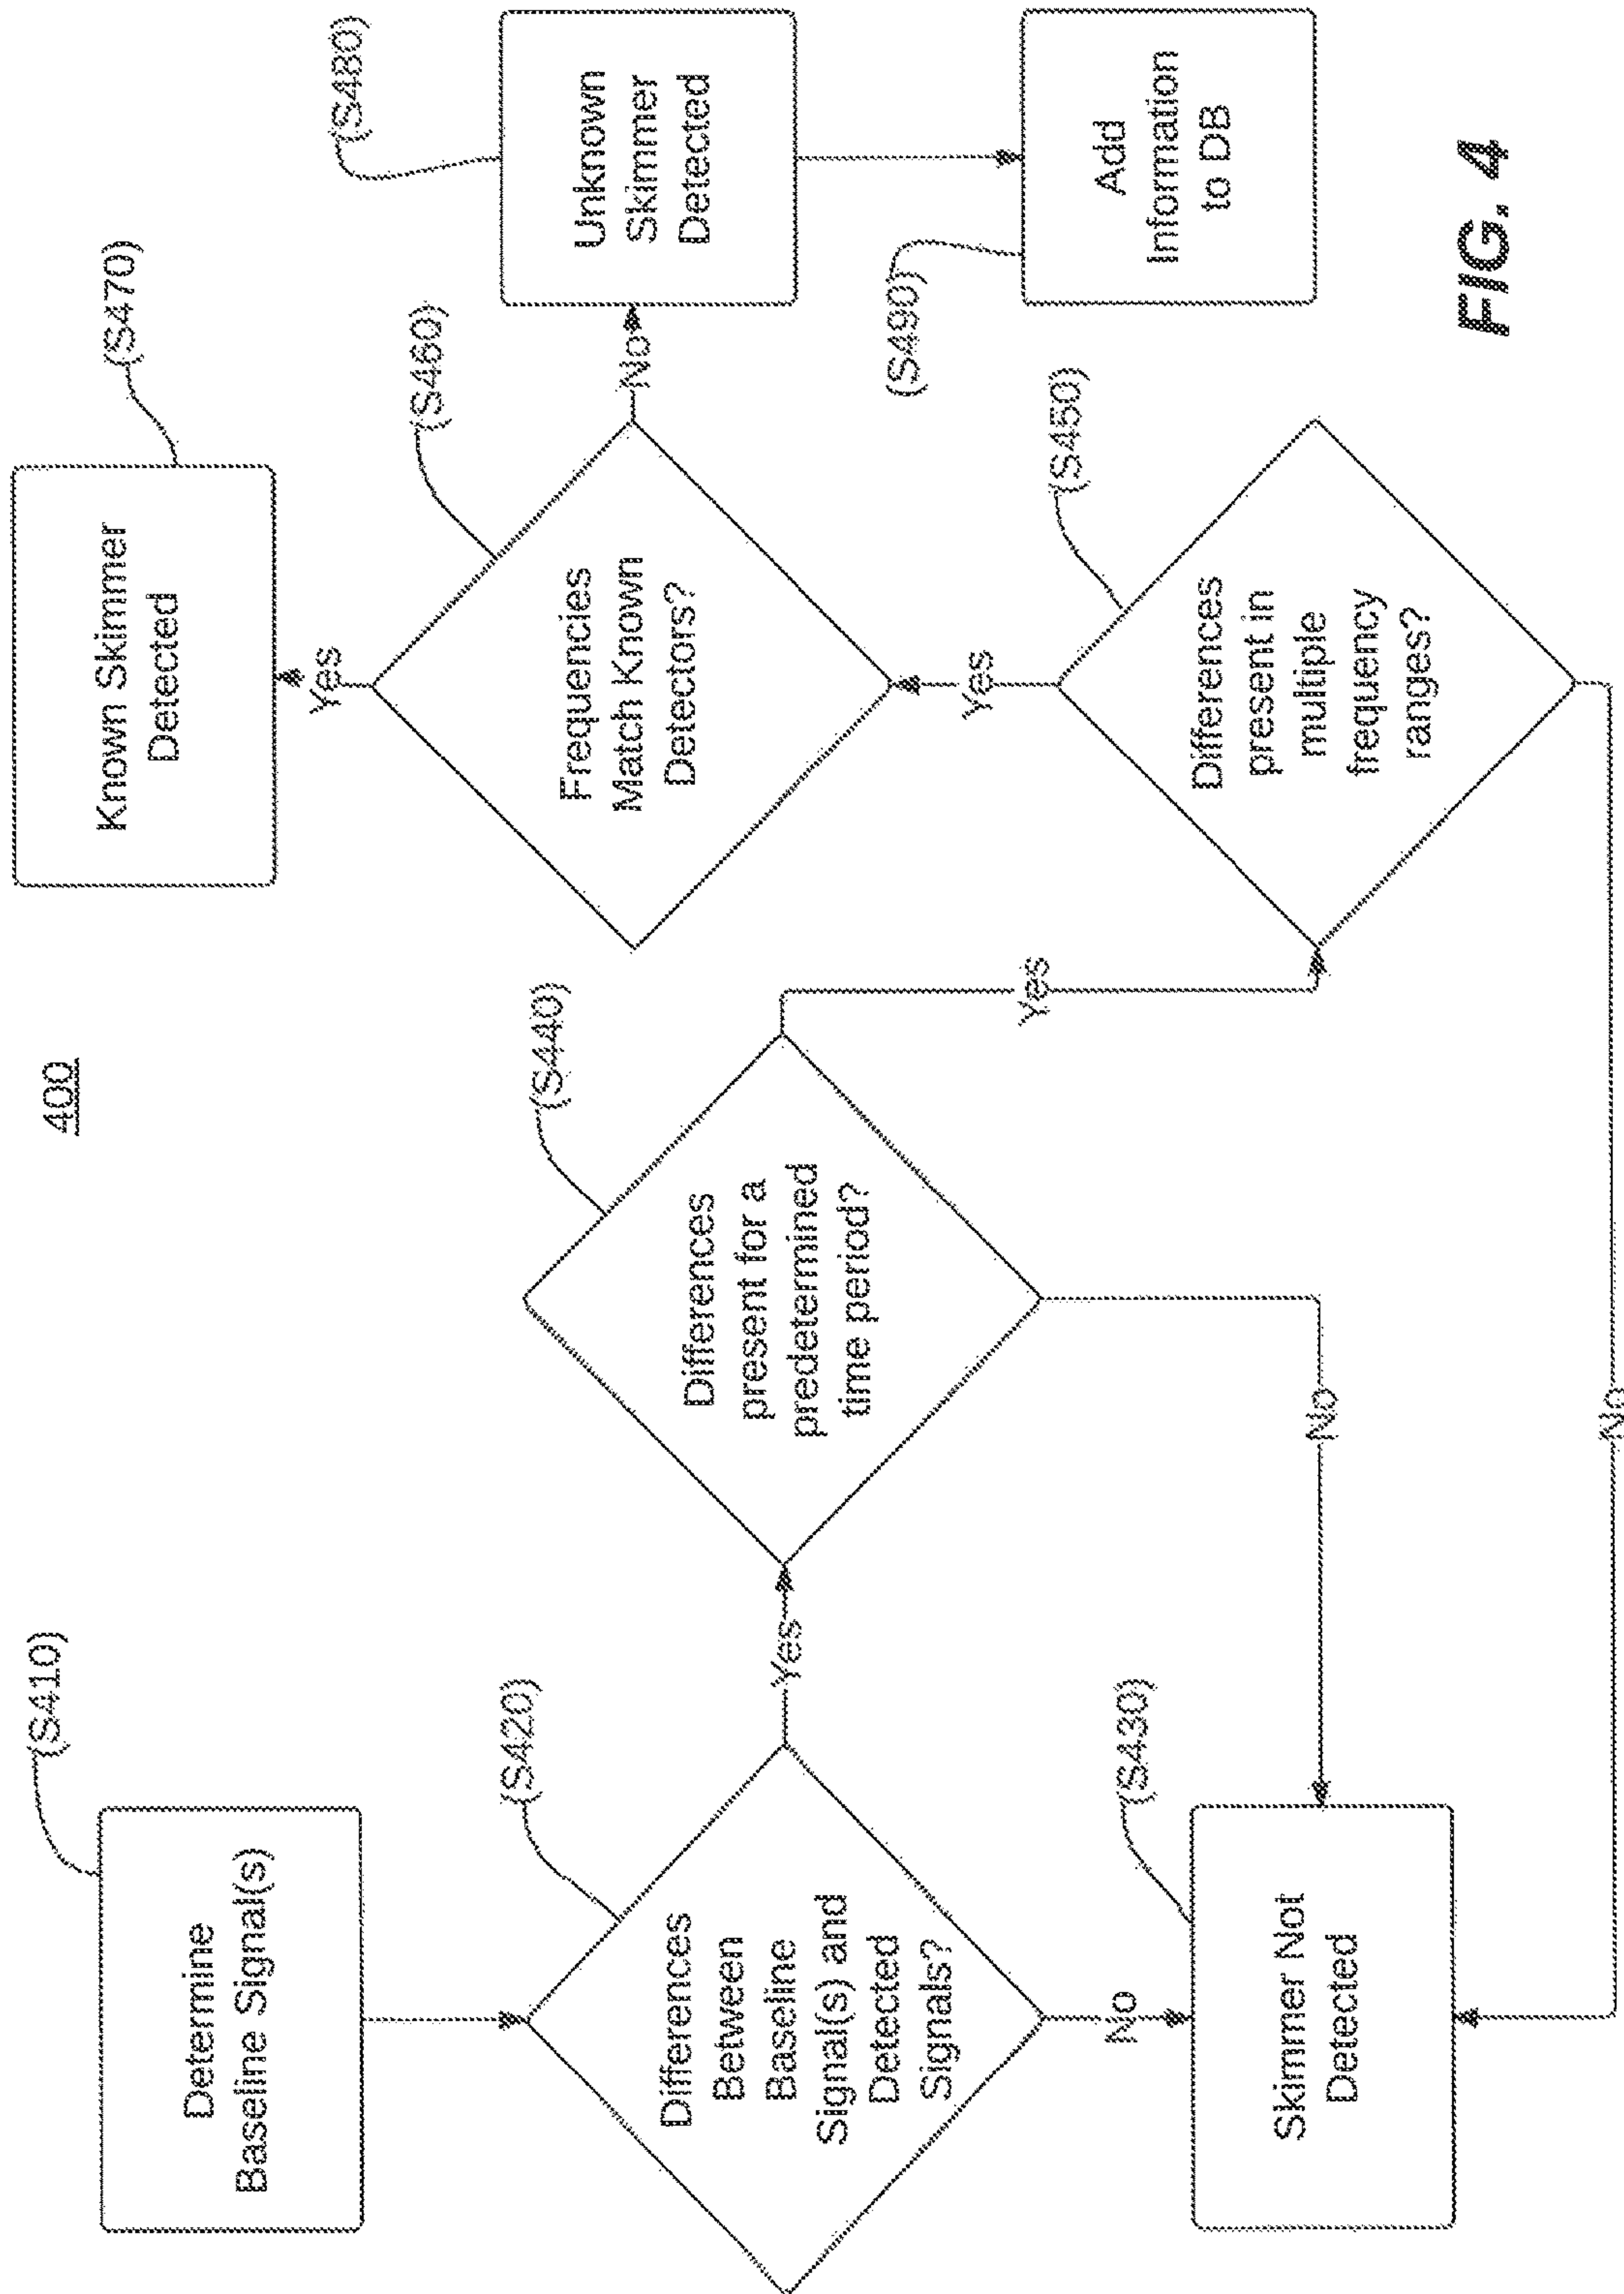 400
(S410)
Determine
Baseline Signal(s)
(S420)
Differences
Between
Baseline
Signal(s) and
Detected
Signals?
Yes
No
(S430)
Skimmer Not
Detected
(S440)
Differences
present for a
predetermined
time period?
Yes
No
(S450)
Differences
present in
multiple
frequency
ranges?
Yes
No
(S460)
Frequencies
Match Known
Detectors?
Yes
No
(S470)
Known Skimmer
Detected
(S480)
Unknown
Skimmer
Detected
(S490)
Add
Information
to DB
FIG. 4